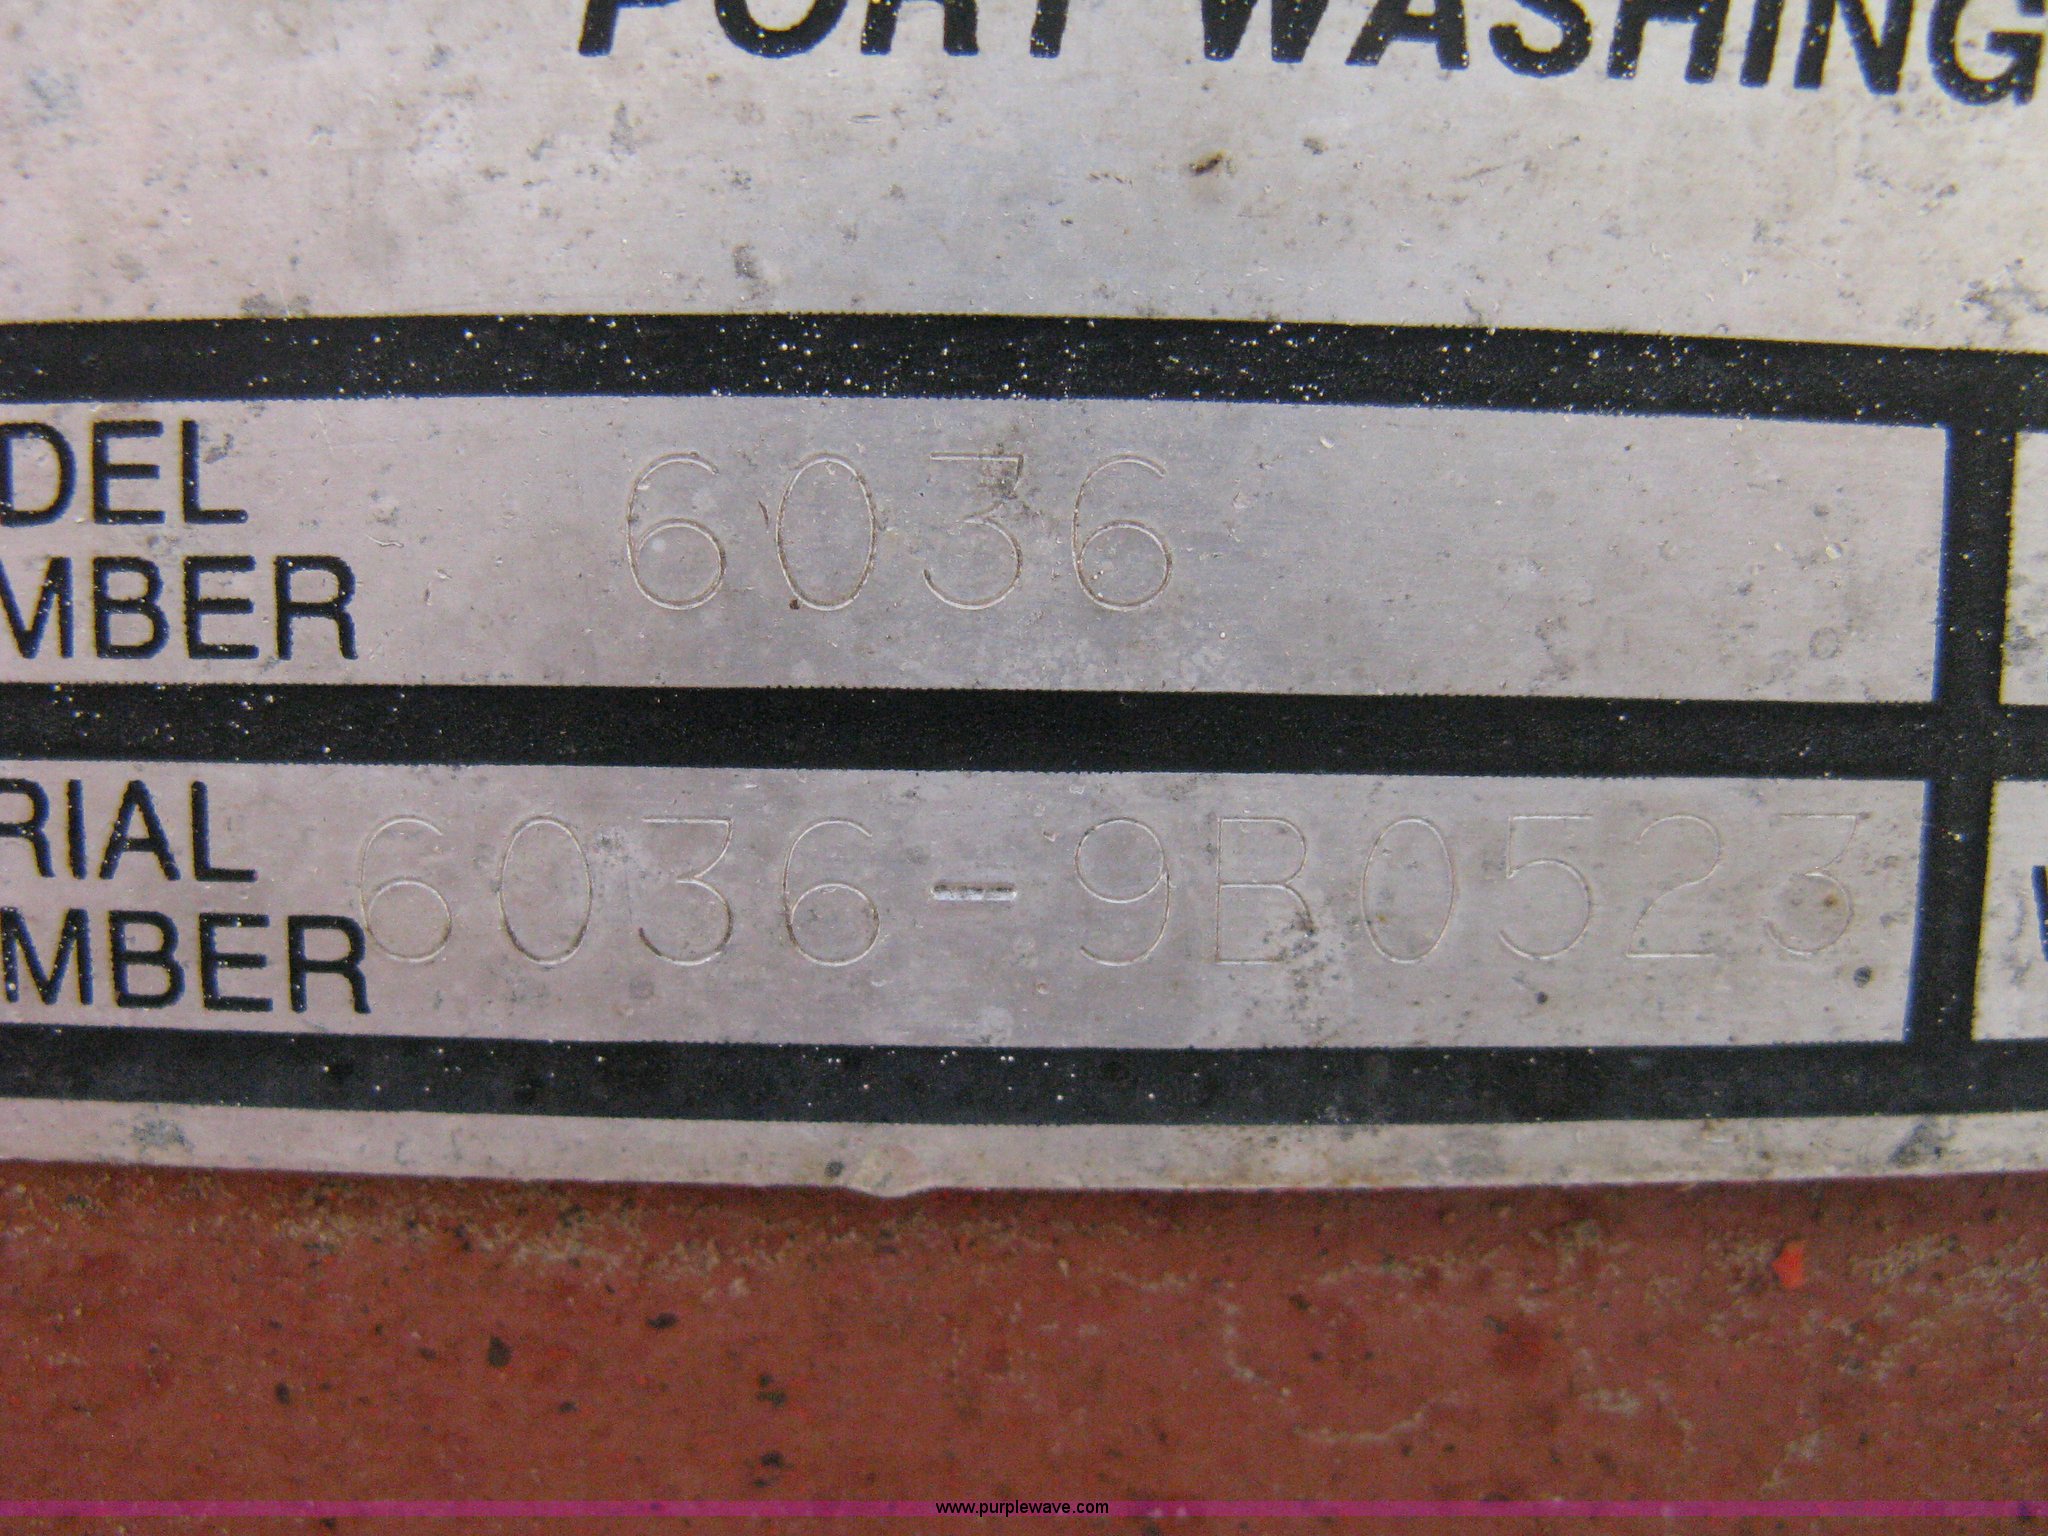 PORT WASHING
DEL
MBER
6036
RIAL
MBER
6036-9B0523
www.purplewave.com